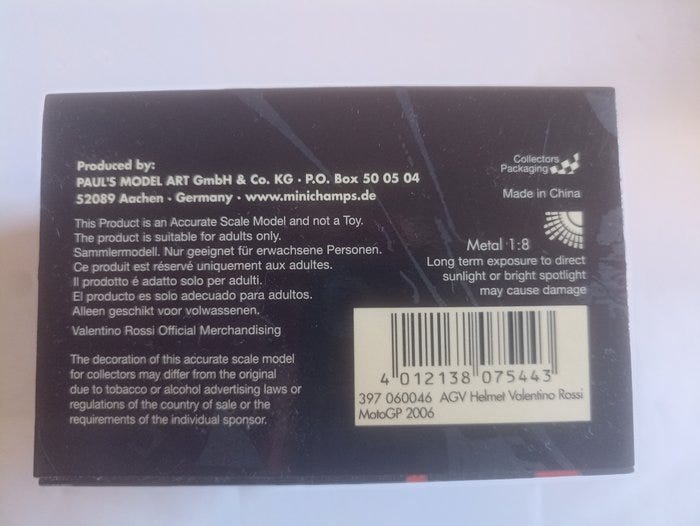 Produced by:
PAUL'S MODEL ART GmbH & Co. KG · P.O. Box 50 05 04
52089 Aachen · Germany · www.minichamps.de
This Product is an Accurate Scale Model and not a Toy.
The product is suitable for adults only.
Sammlermodell. Nur geeignet für erwachsene Personen.
Ce produit est réservé uniquement aux adultes.
Il prodotto é adatto solo per adulti.
El producto es solo adecuado para adultos.
Alleen geschikt voor volwassenen.
Valentino Rossi Official Merchandising
The decoration of this accurate scale model
for collectors may differ from the original
due to tobacco or alcohol advertising laws or
regulations of the country of sale or the
requirements of the individual sponsor.
Collectors
Packaging
Made in China
Metal 1:8
Long term exposure to direct
sunlight or bright spotlight
may cause damage
4 012138 075443
397 060046 AGV Helmet Valentino Rossi
MotoGP 2006